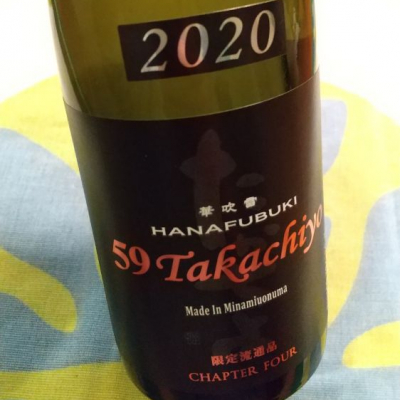 2020
華吹雪
HANAFUBUKI
59 Takachiyo
Made In Minamiuonuma
限定流通品
CHAPTER FOUR